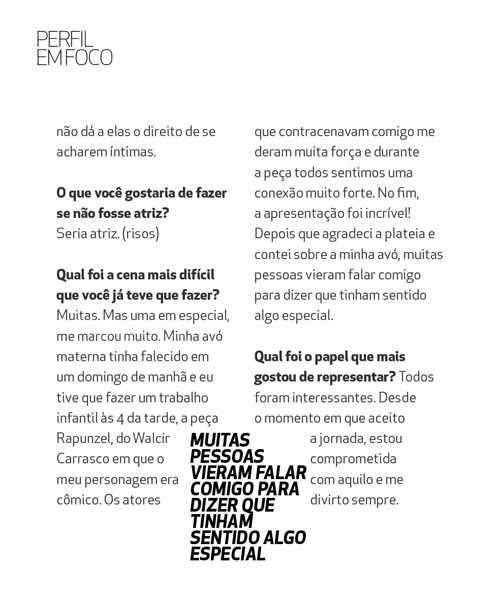 PERFIL
EM FOCO
não dá a elas o direito de se
acharem íntimas.
O que você gostaria de fazer
se não fosse atriz?
Seria atriz. (risos)
Qual foi a cena mais difícil
que você já teve que fazer?
Muitas. Mas uma em especial,
me marcou muito. Minha avó
materna tinha falecido em
um domingo de manhã e eu
tive que fazer um trabalho
infantil às 4 da tarde, a peça
Rapunzel, do Walcir
Carrasco em que o
meu personagem era
cômico. Os atores
que contracenavam comigo me
deram muita força e durante
a peça todos sentimos uma
conexão muito forte. No fim,
a apresentação foi incrível!
Depois que agradeci a plateia e
contei sobre a minha avó, muitas
pessoas vieram falar comigo
para dizer que tinham sentido
algo especial.
Qual foi o papel que mais
gostou de representar? Todos
foram interessantes. Desde
o momento em que aceito
a jornada, estou
comprometida
com aquilo e me
divirto sempre.
MUITAS
PESSOAS
VIERAM FALAR
COMIGO PARA
DIZER QUE
TINHAM
SENTIDO ALGO
ESPECIAL